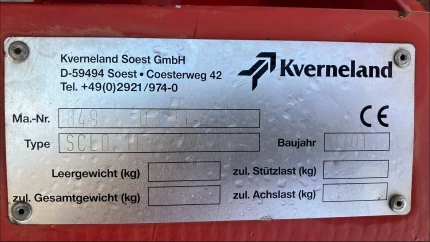 Kverneland Soest GmbH
D-59494 Soest • Coesterweg 42
Tel. +49(0)2921/974-0
Kverneland
Ma.-Nr.
CE
Type
Baujahr
Leergewicht (kg)
zul. Stützlast (kg)
zul. Gesamtgewicht (kg)
zul. Achslast (kg)